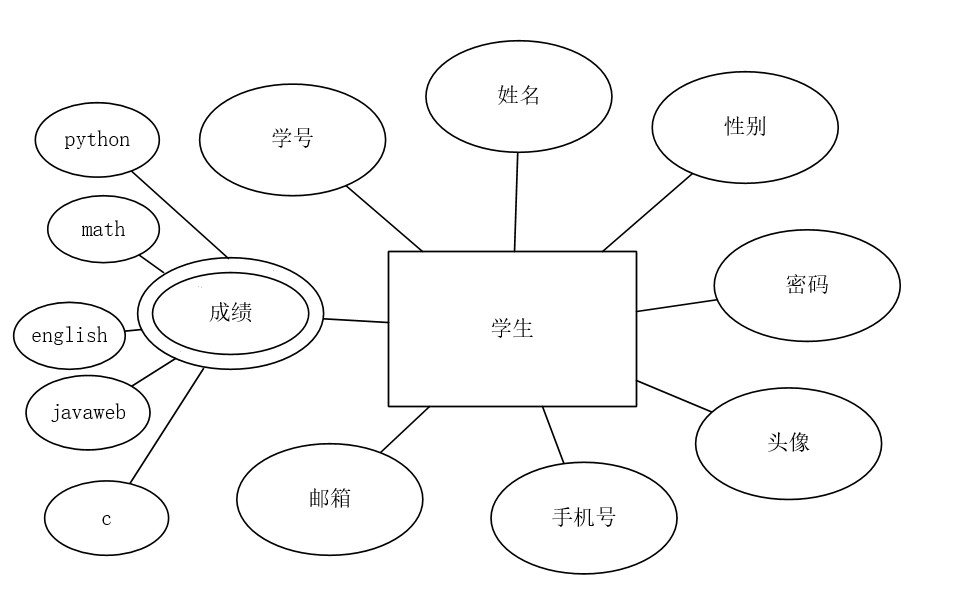 姓名
性别
学号
python
math
密码
成绩
学生
english
javaweb
头像
邮箱
手机号
c